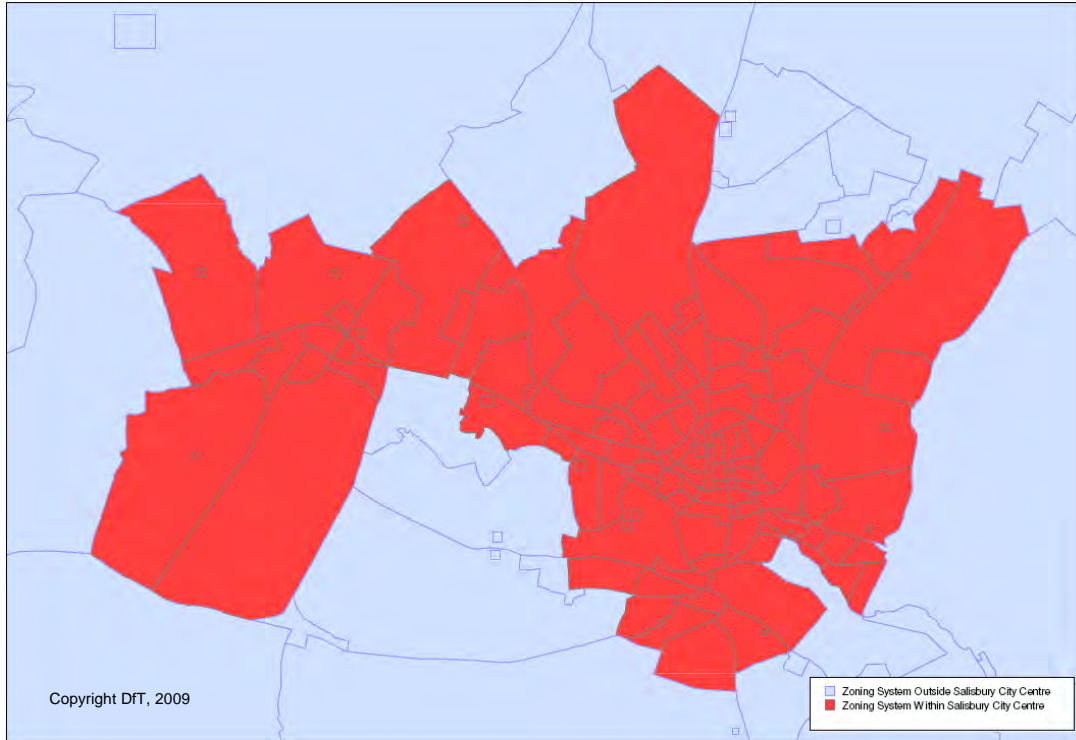 Copyright DfT, 2009
Zoning System Outside Salisbury City Centre
Zoning System Within Salisbury City Centre